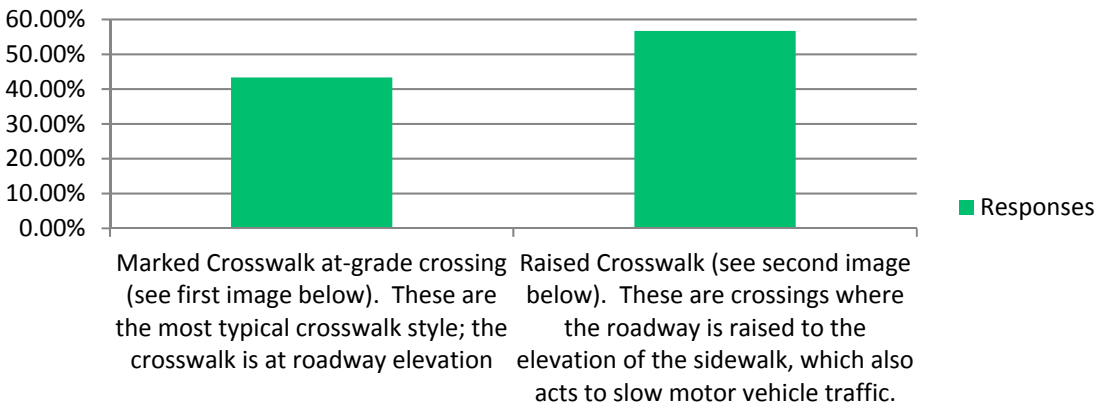 60.00%
50.00%
40.00%
30.00%
20.00%
10.00%
0.00%
Marked Crosswalk at-grade crossing
(see first image below).  These are
the most typical crosswalk style; the
crosswalk is at roadway elevation
Raised Crosswalk (see second image
below).  These are crossings where
the roadway is raised to the
elevation of the sidewalk, which also
acts to slow motor vehicle traffic.
Responses